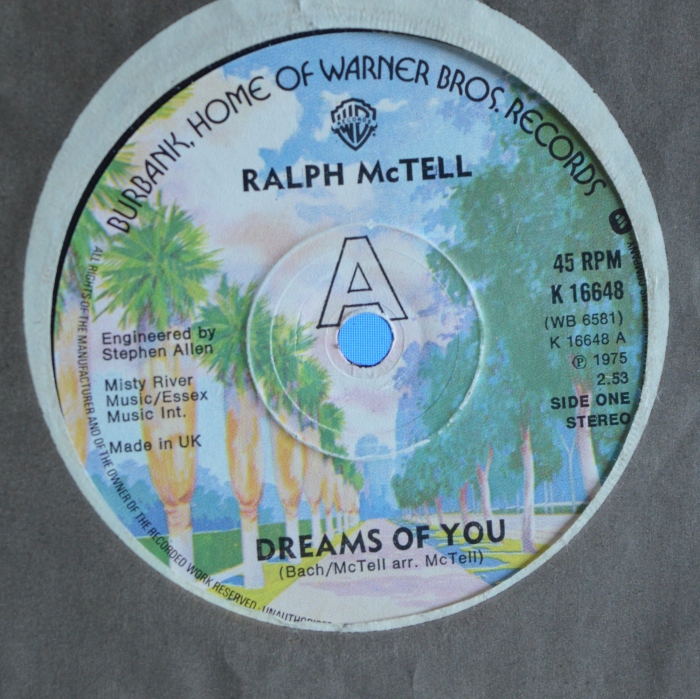 BURBANK, HOME OF WARNER BROS. RECORDS
RECORDS
RALPH McTELL
A
45 RPM
K 16648
(WB 6581)
K 16648 A
℗ 1975
2.53
SIDE ONE
STEREO
Engineered by
Stephen Allen
Misty River
Music/Essex
Music Int.
Made in UK
DREAMS OF YOU
(Bach/McTell arr. McTell)
ALL RIGHTS OF THE MANUFACTURER AND OF THE OWNER OF THE RECORDED WORK RESERVED · UNAUTHORIZED